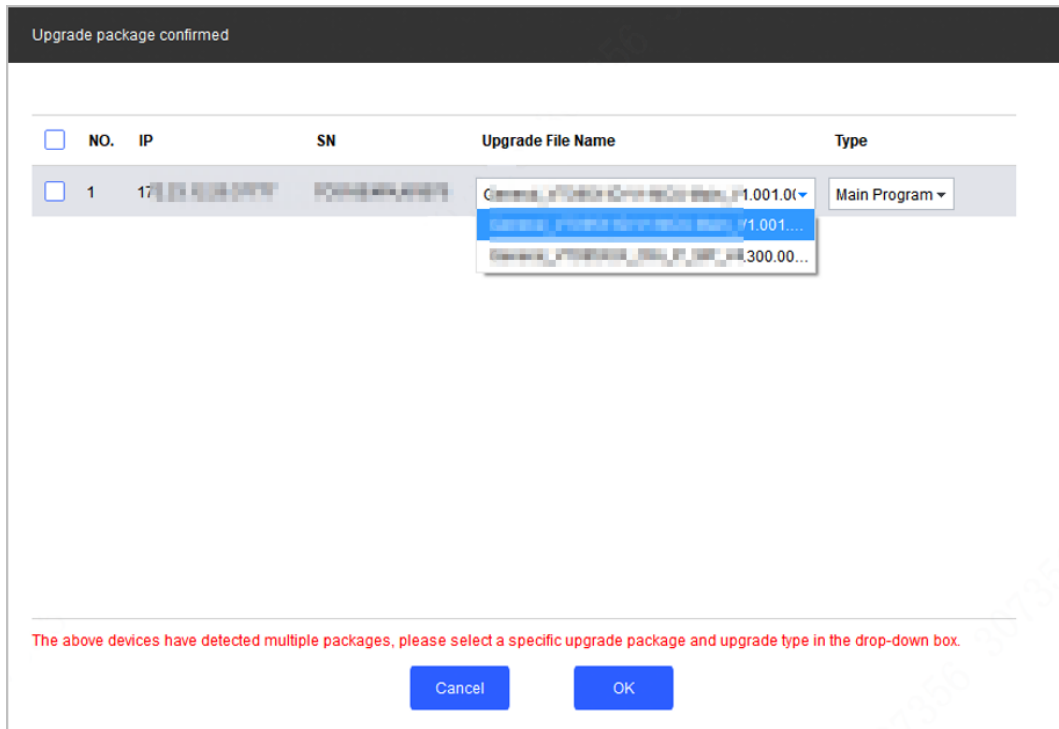 Upgrade package confirmed
NO. IP SN Upgrade File Name Type
1 17 1.001.0( Main Program
/1.001....
.300.00...
The above devices have detected multiple packages, please select a specific upgrade package and upgrade type in the drop-down box.
Cancel OK